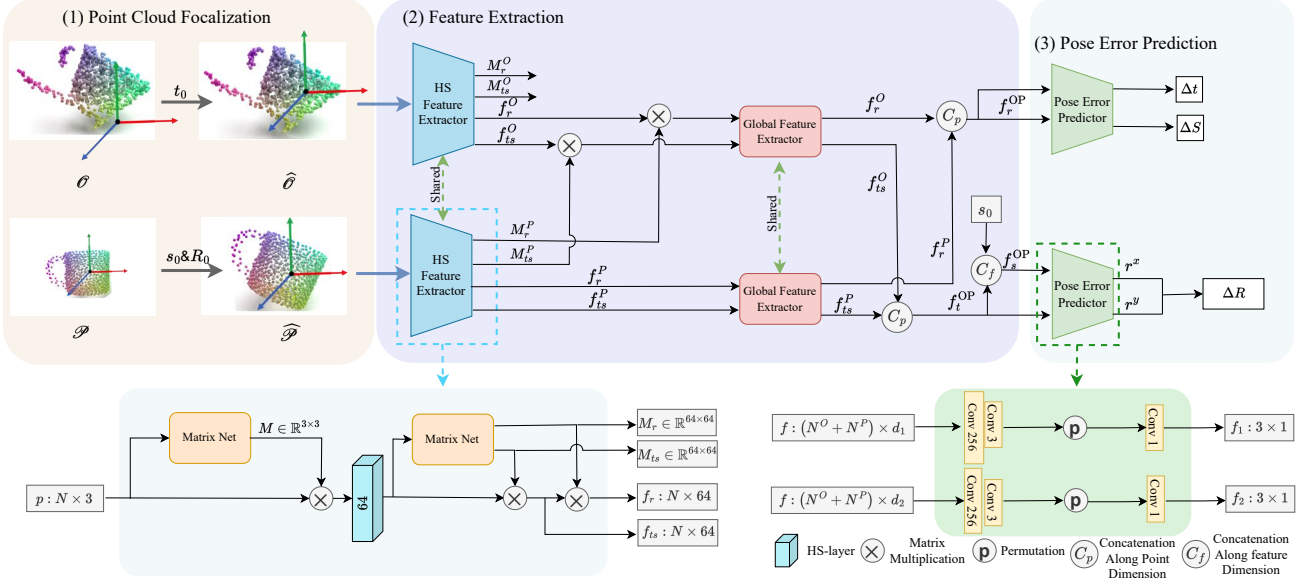 (1) Point Cloud Focalization
t₀
𝒪
𝒪̂
s₀&R₀
𝒫
𝒫̂
(2) Feature Extraction
HS
Feature
Extractor
M_r^O
M_ts^O
f_r^O
f_ts^O
Shared
HS
Feature
Extractor
M_r^P
M_ts^P
f_r^P
f_ts^P
×
×
Global Feature
Extractor
Shared
Global Feature
Extractor
f_r^O
f_ts^O
f_r^P
f_ts^P
C_p
C_p
f_r^OP
s₀
C_f
f_s^OP
f_t^OP
(3) Pose Error Prediction
Pose Error
Predictor
Δt
ΔS
Pose Error
Predictor
r^x
r^y
ΔR
p : N × 3
Matrix Net
M ∈ ℝ^{3×3}
×
64
Matrix Net
×
×
M_r ∈ ℝ^{64×64}
M_ts ∈ ℝ^{64×64}
f_r : N × 64
f_ts : N × 64
f : (N^O + N^P) × d₁
Conv 256
Conv 3
p
Conv 1
f₁ : 3 × 1
f : (N^O + N^P) × d₂
Conv 256
Conv 3
p
Conv 1
f₂ : 3 × 1
HS-layer
×
Matrix
Multiplication
p
Permutation
C_p
Concatenation
Along Point
Dimension
C_f
Concatenation
Along feature
Dimension